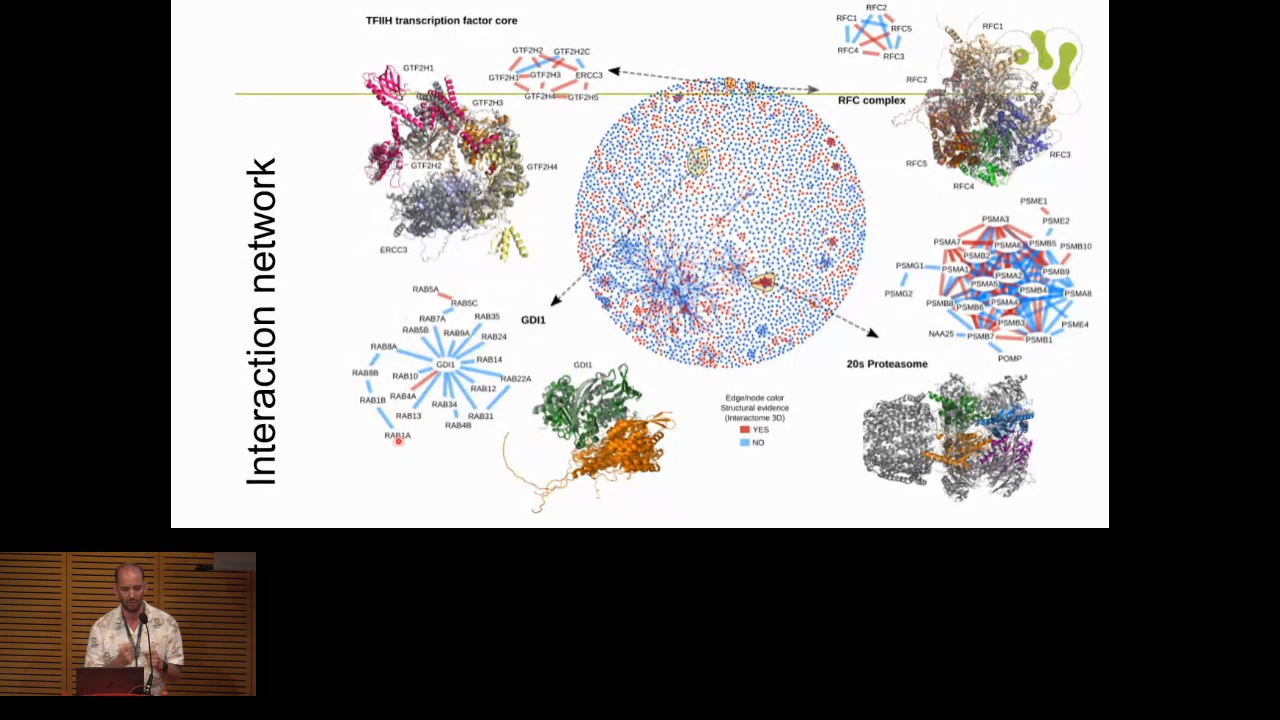 Interaction network
TFIIH transcription factor core
GTF2H1
GTF2H3
GTF2H2
GTF2H4
ERCC3
GTF2H2
GTF2H2C
GTF2H1
GTF2H3
ERCC3
GTF2H4
GTF2H5
RFC2
RFC1
RFC5
RFC4
RFC3
RFC complex
RFC1
RFC2
RFC5
RFC3
RFC4
GDI1
RAB5A
RAB5C
RAB7A
RAB35
RAB5B
RAB9A
RAB24
RAB8A
RAB14
GDI1
RAB8B
RAB10
RAB22A
RAB12
RAB4A
RAB1B
RAB34
RAB13
RAB31
RAB4B
RAB1A
GDI1
Edge/node color
Structural evidence
(Interactome 3D)
YES
NO
PSME1
PSMA3
PSME2
PSMA7
PSMA6
PSMB5
PSMB10
PSMB2
PSMG1
PSMA1
PSMA2
PSMB9
PSMA5
PSMG2
PSMB4
PSMA8
PSMB8
PSMB6
PSMA4
PSMB3
PSME4
NAA25
PSMB7
PSMB1
POMP
20s Proteasome